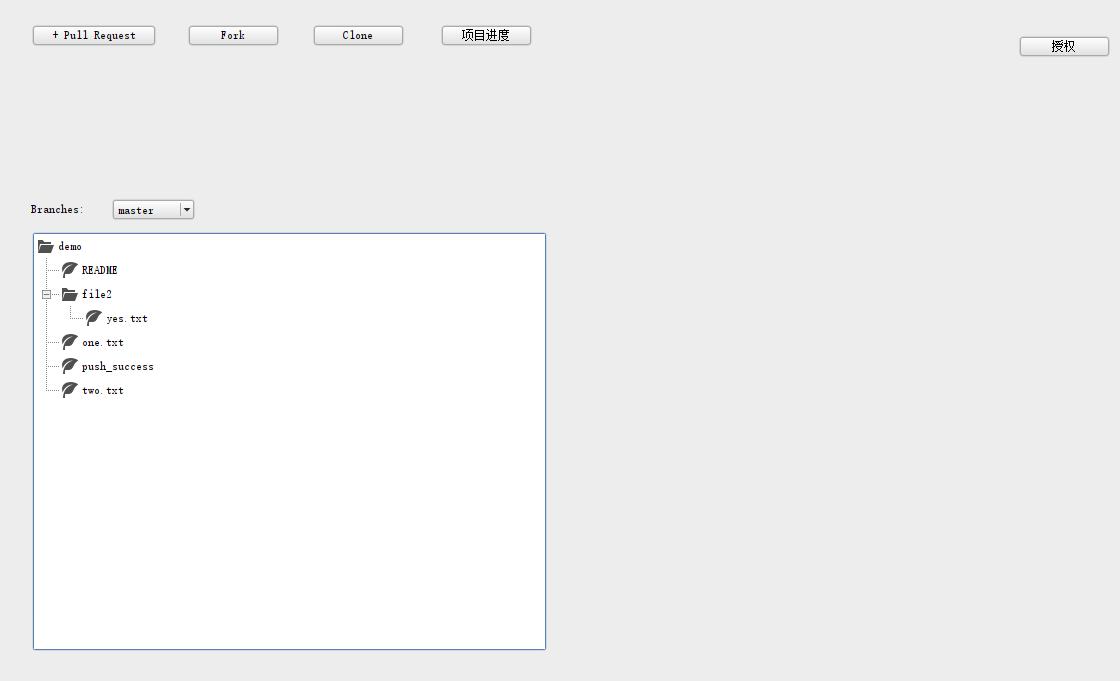 + Pull Request Fork Clone 项目进度
授权
Branches: master
demo
README
file2
yes.txt
one.txt
push_success
two.txt